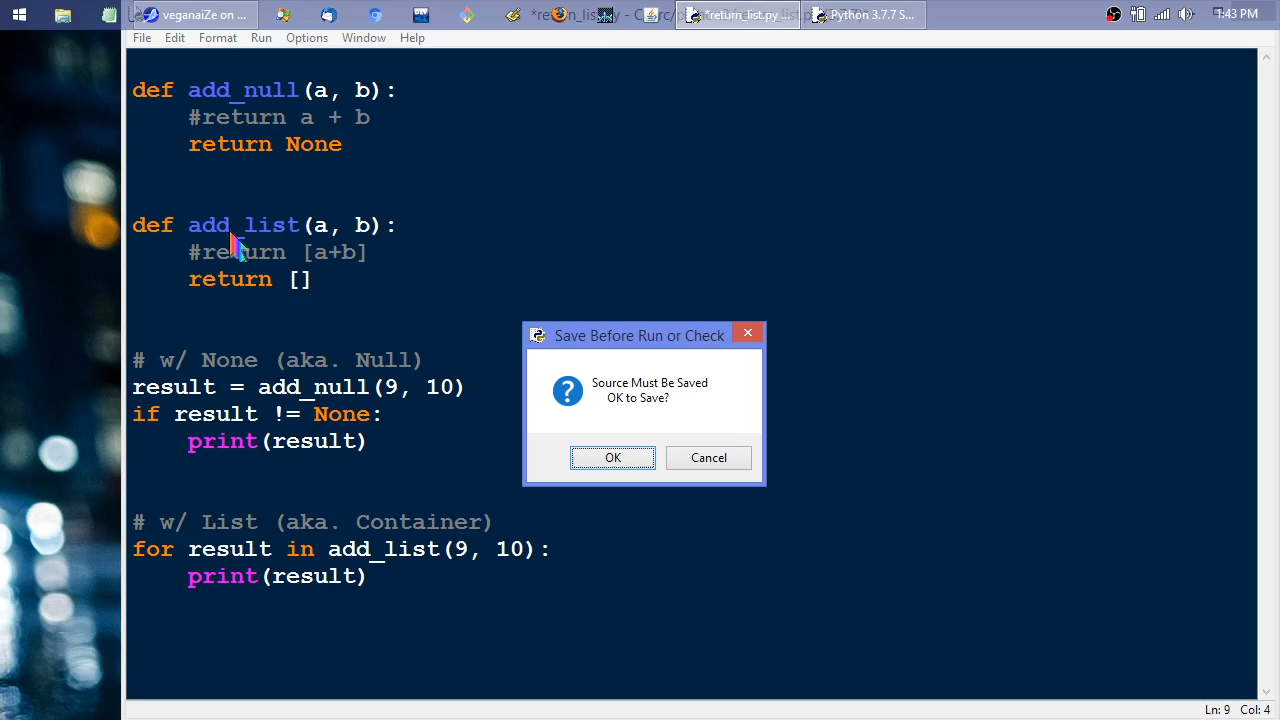 veganaiZe on ...
*return_list.py ...
Python 3.7.7 S...
1:43 PM
File Edit Format Run Options Window Help
def add_null(a, b):
#return a + b
return None
def add_list(a, b):
#return [a+b]
return []
# w/ None (aka. Null)
result = add_null(9, 10)
if result != None:
print(result)
# w/ List (aka. Container)
for result in add_list(9, 10):
print(result)
Save Before Run or Check
Source Must Be Saved
OK to Save?
OK Cancel
Ln: 9 Col: 4